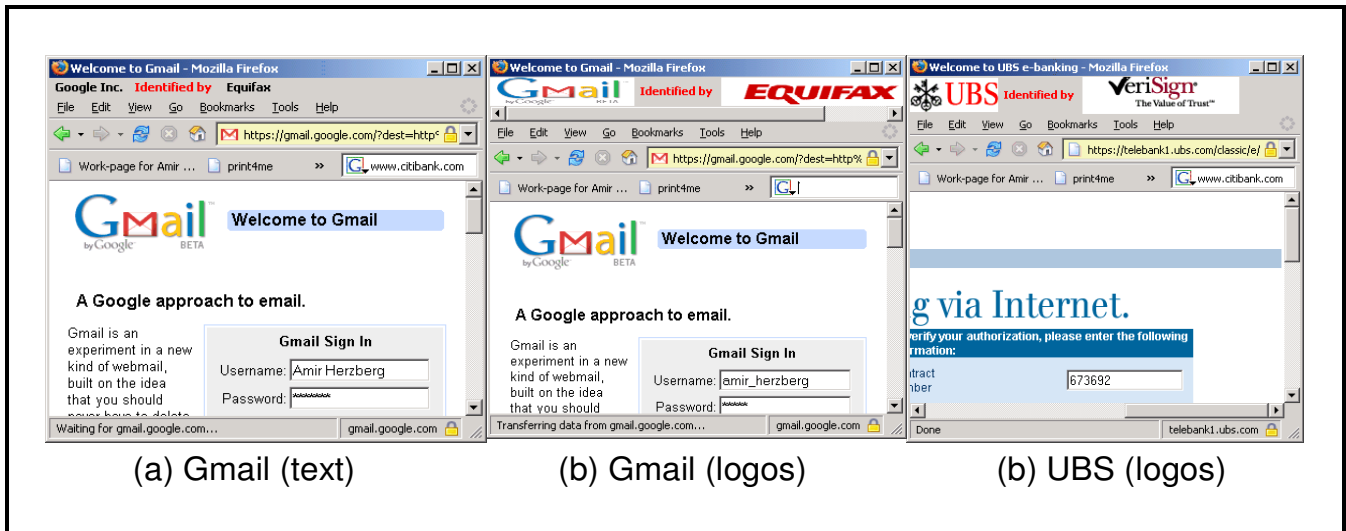 Welcome to Gmail - Mozilla Firefox
Google Inc. Identified by Equifax
File Edit View Go Bookmarks Tools Help
https://gmail.google.com/?dest=http%
Work-page for Amir ... print4me » G www.citibank.com
Gmail™
by Google BETA
Welcome to Gmail
A Google approach to email.
Gmail is an
experiment in a new
kind of webmail,
built on the idea
that you should
never have to delete
Gmail Sign In
Username: Amir Herzberg
Password: *******
Waiting for gmail.google.com... gmail.google.com
(a) Gmail (text)
Welcome to Gmail - Mozilla Firefox
Gmail Identified by EQUIFAX
by Google BETA
File Edit View Go Bookmarks Tools Help
https://gmail.google.com/?dest=http%
Work-page for Amir ... print4me » G
Gmail™
by Google BETA
Welcome to Gmail
A Google approach to email.
Gmail is an
experiment in a new
kind of webmail,
built on the idea
that you should
Gmail Sign In
Username: amir_herzberg
Password: *****
Transferring data from gmail.google.com... gmail.google.com
(b) Gmail (logos)
Welcome to UBS e-banking - Mozilla Firefox
UBS Identified by VeriSign
The Value of Trust℠
File Edit View Go Bookmarks Tools Help
https://telebank1.ubs.com/classic/e/
Work-page for Amir ... print4me » G www.citibank.com
g via Internet.
verify your authorization, please enter the following
rmation:
ntract
nber
673692
Done telebank1.ubs.com
(b) UBS (logos)